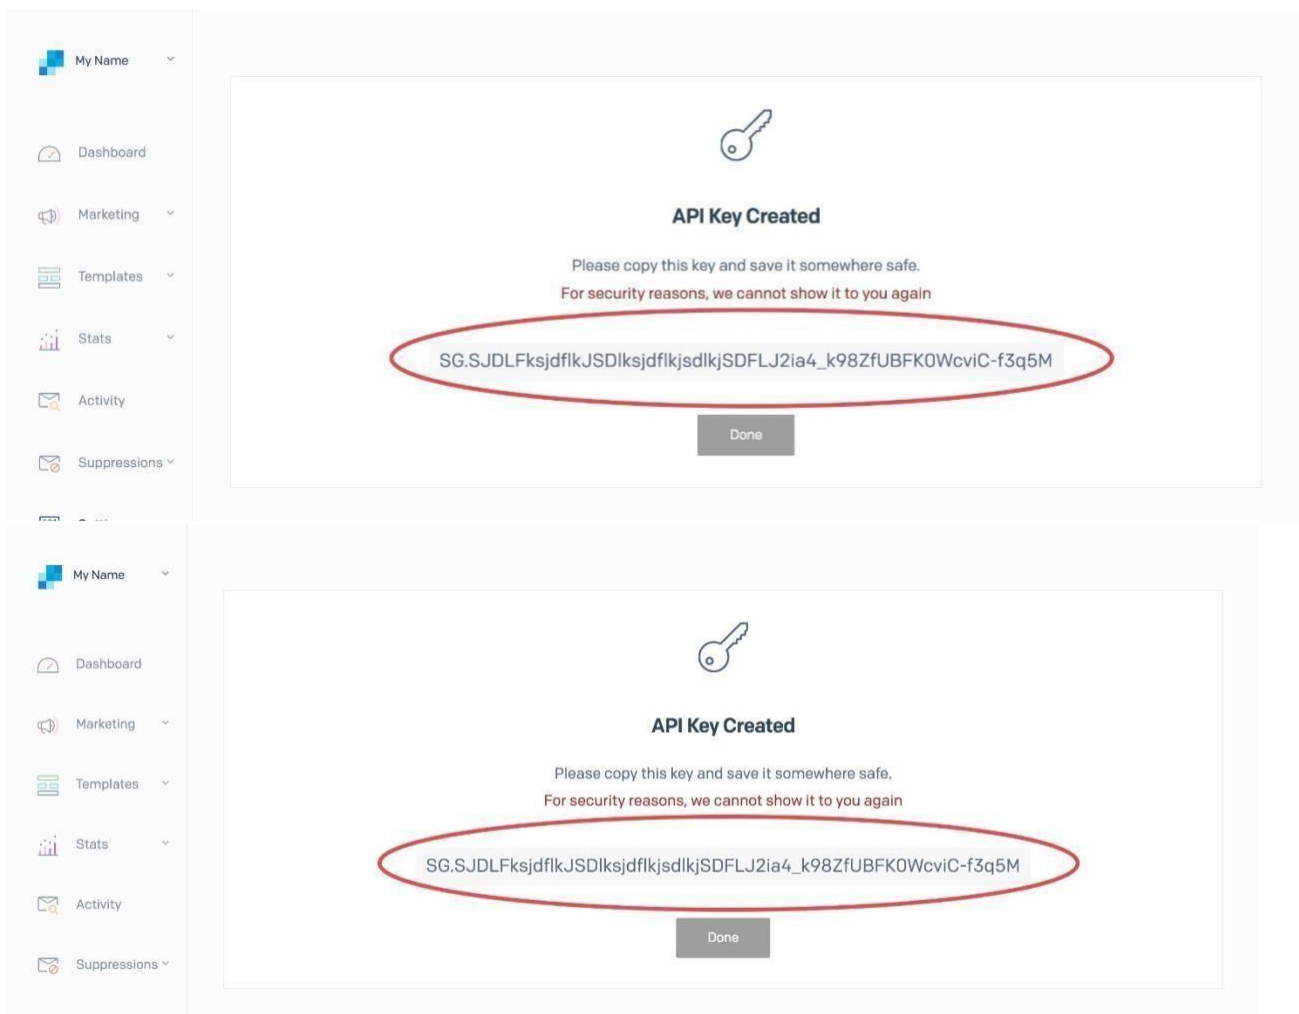 My Name
Dashboard
Marketing
Templates
Stats
Activity
Suppressions
API Key Created
Please copy this key and save it somewhere safe.
For security reasons, we cannot show it to you again
SG.SJDLFksjdflkJSDlksjdflkjsdlkjSDFLJ2ia4_k98ZfUBFK0WcviC-f3q5M
Done
My Name
Dashboard
Marketing
Templates
Stats
Activity
Suppressions
API Key Created
Please copy this key and save it somewhere safe.
For security reasons, we cannot show it to you again
SG.SJDLFksjdflkJSDlksjdflkjsdlkjSDFLJ2ia4_k98ZfUBFK0WcviC-f3q5M
Done